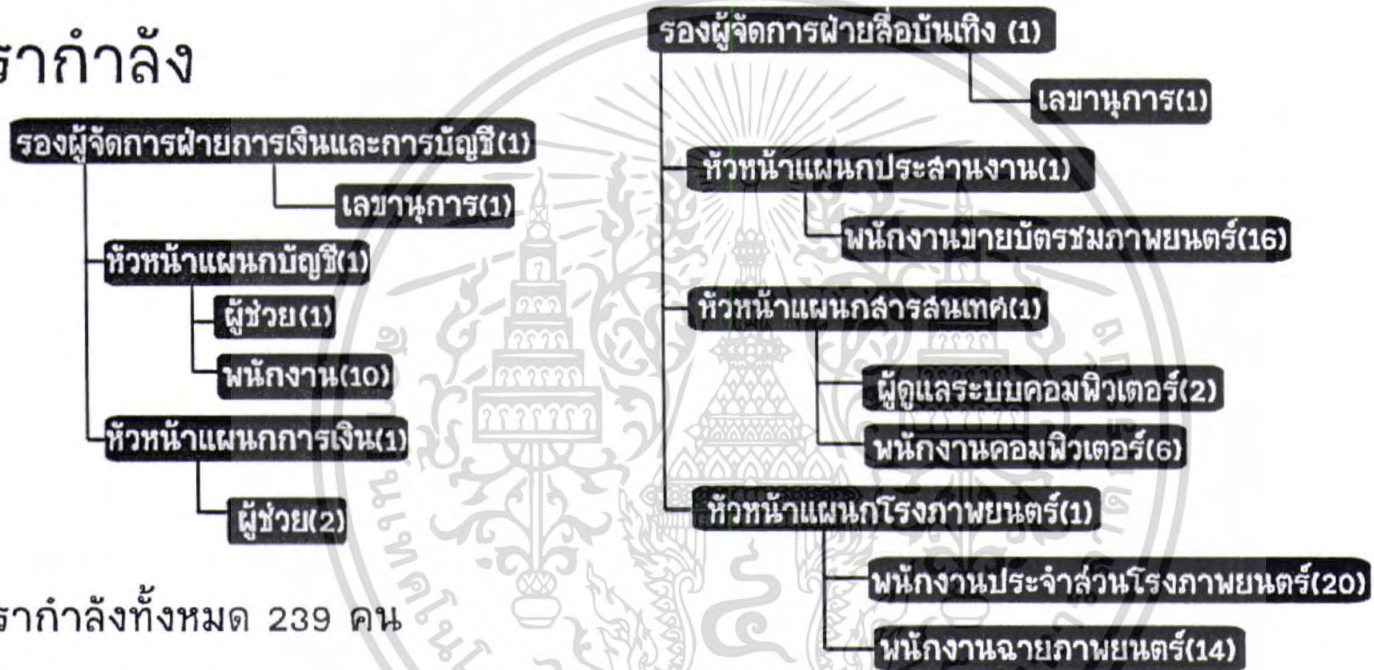 รากำลัง
รองผู้จัดการฝ่ายการเงินและการบัญชี(1)
เลขานุการ(1)
หัวหน้าแผนกบัญชี(1)
ผู้ช่วย(1)
พนักงาน(10)
หัวหน้าแผนกการเงิน(1)
ผู้ช่วย(2)
รากำลังทั้งหมด 239 คน
รองผู้จัดการฝ่ายสื่อบันเทิง (1)
เลขานุการ(1)
หัวหน้าแผนกประสานงาน(1)
พนักงานขายบัตรชมภาพยนตร์(16)
หัวหน้าแผนกสารสนเทศ(1)
ผู้ดูแลระบบคอมพิวเตอร์(2)
พนักงานคอมพิวเตอร์(6)
หัวหน้าแผนกโรงภาพยนตร์(1)
พนักงานประจำส่วนโรงภาพยนตร์(20)
พนักงานฉายภาพยนตร์(14)